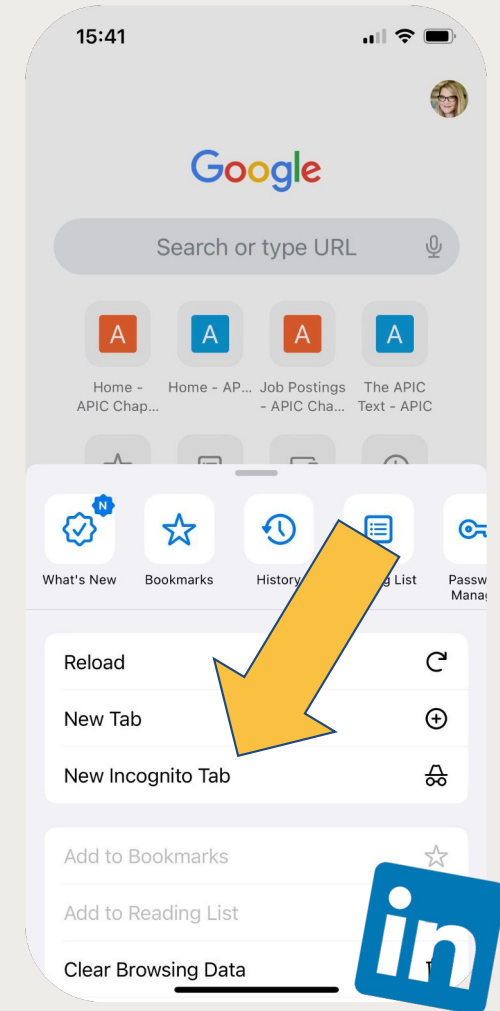 15:41
Google
Search or type URL
A A A A
Home - Home - AP... Job Postings The APIC
APIC Chap... - APIC Cha... Text - APIC
N
What's New Bookmarks History g List Passw
Manag
Reload
New Tab
New Incognito Tab
Add to Bookmarks
Add to Reading List
Clear Browsing Data
in